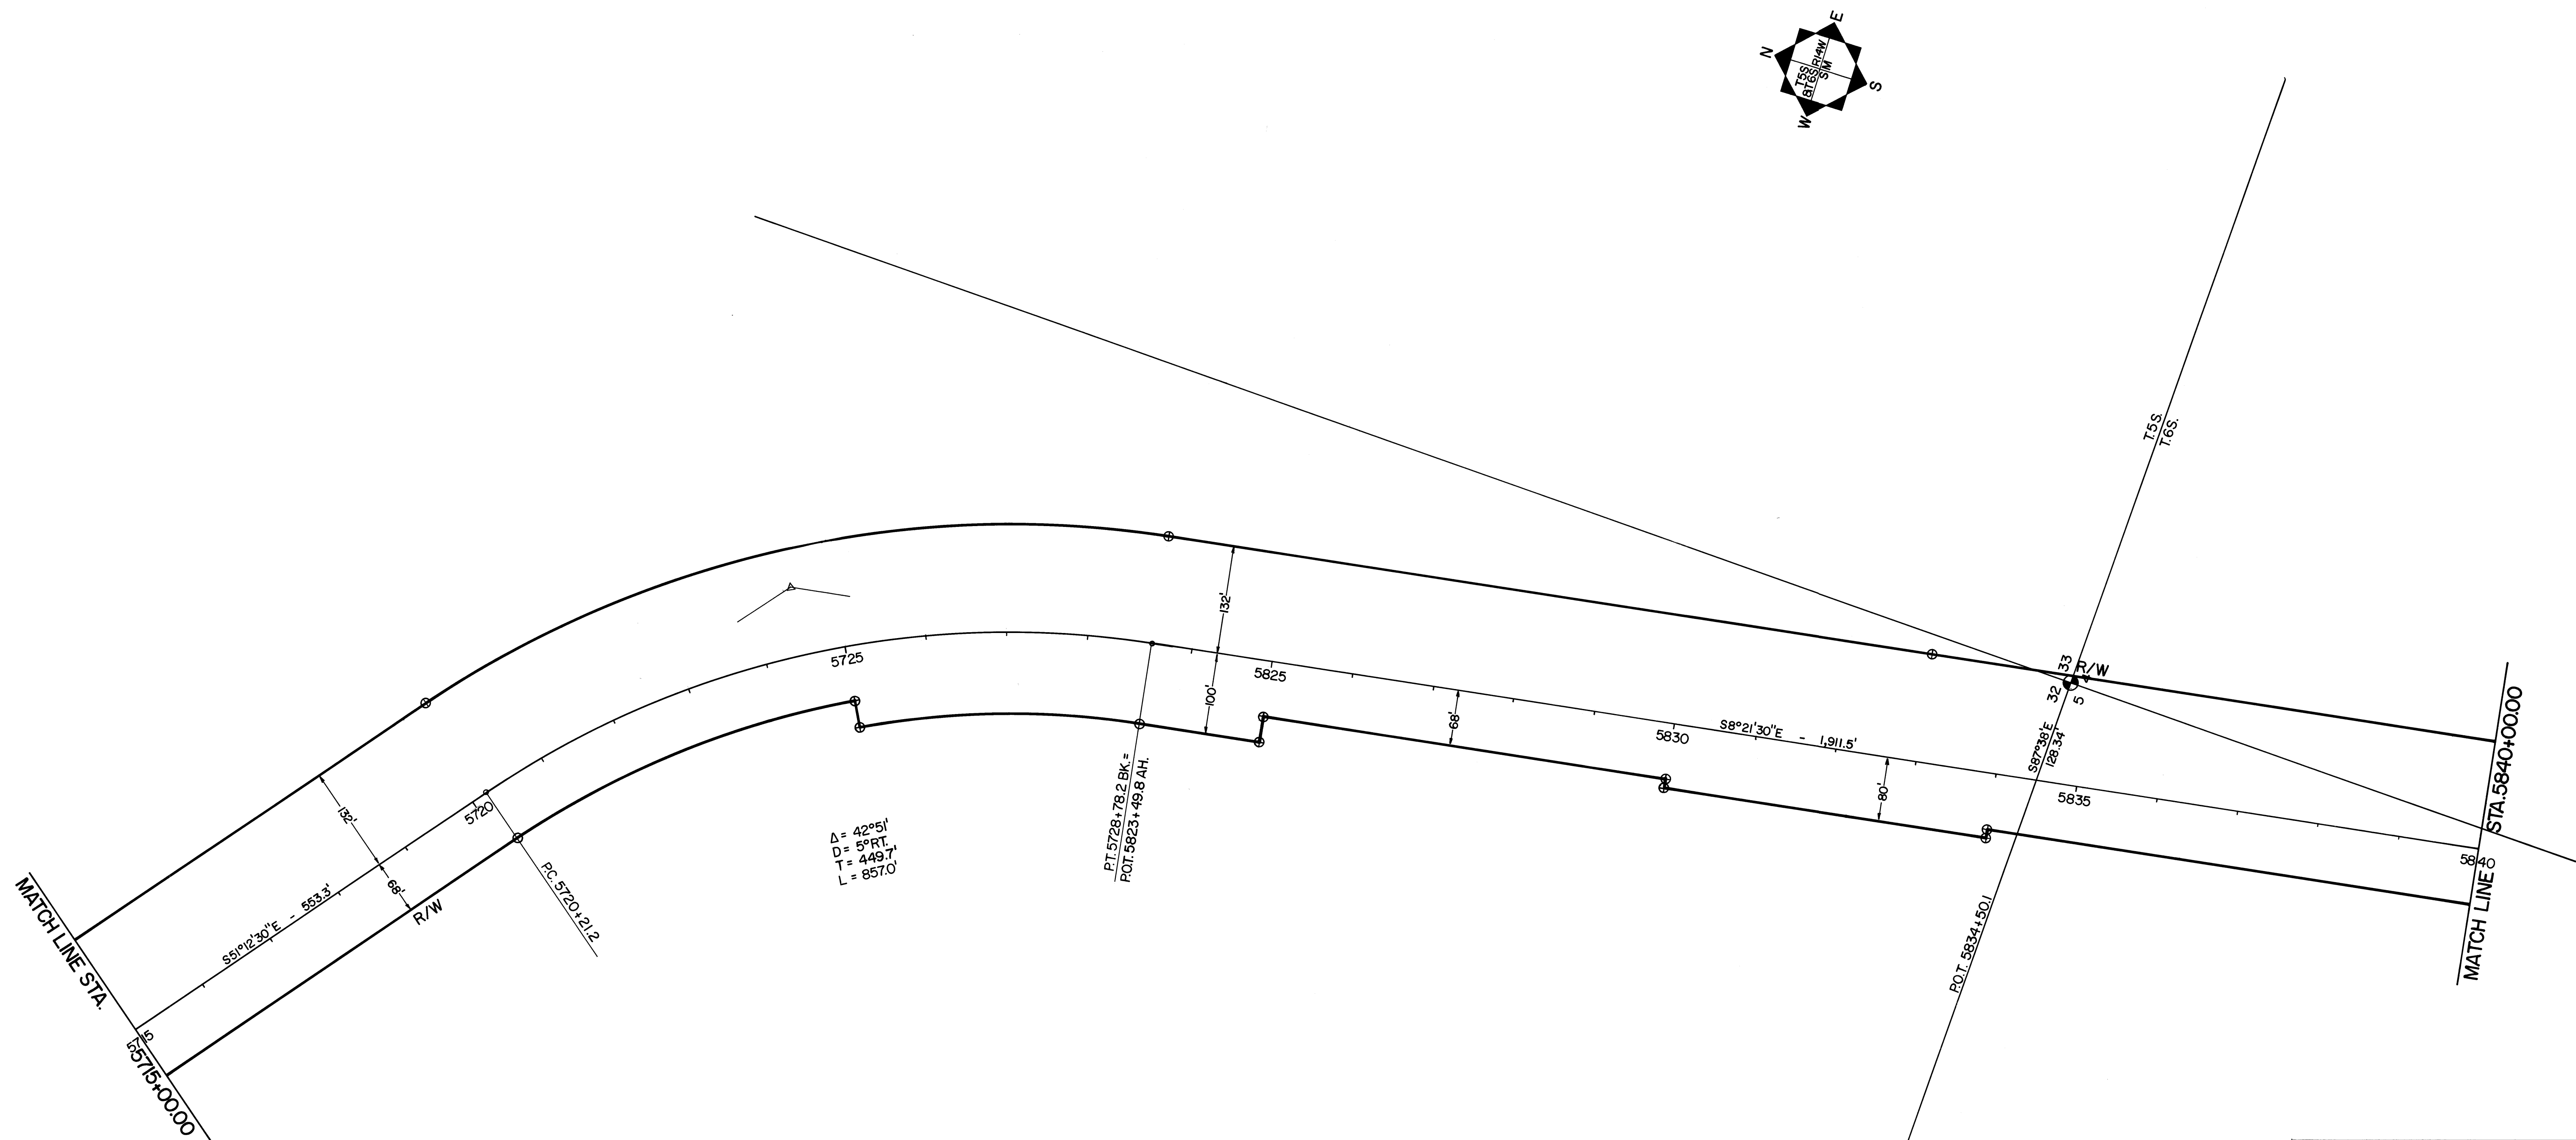 N
E
S
W
T5S
&T6S
R14W
SM
T.5S.
T.6S.
132'
5725
5825
100'
68'
5830
S8°21'30"E - 1,911.5'
80'
5835
S87°38'E
128.34'
32
33
4
5
R/W
MATCH LINE STA.5840+00.00
5840
P.O.T. 5834+50.1
P.T. 5728+78.2 BK.=
P.O.T. 5823+49.8 AH.
Δ
Δ= 42°51'
D= 5°RT.
T= 449.7'
L= 857.0'
5720
P.C. 5720+21.2
132'
68'
R/W
S51°12'30"E - 553.3'
5715
MATCH LINE STA.
5715+00.00